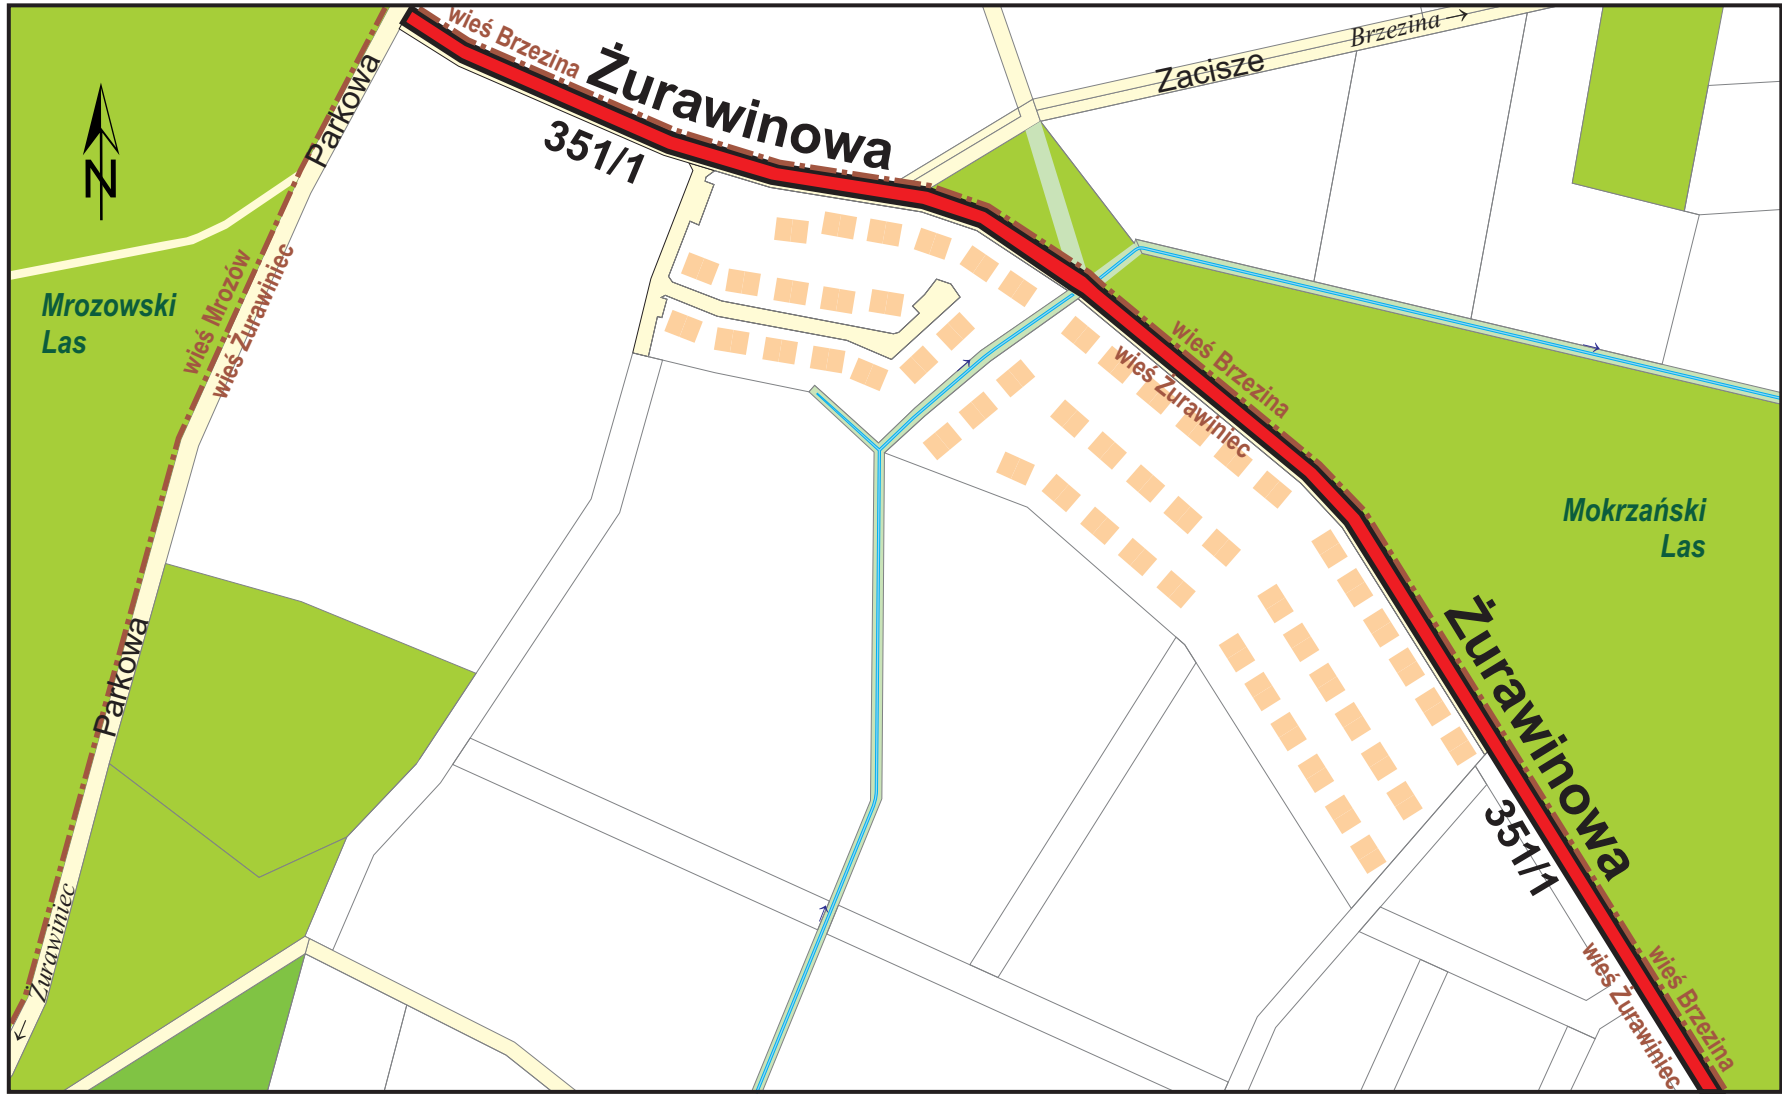 wieś Brzezina
Żurawinowa
351/1
Brzezina →
Zacisze
Parkowa
N
wieś Mrozów
wieś Żurawiniec
Mrozowski
Las
wieś Brzezina
wieś Żurawiniec
Mokrzański
Las
Parkowa
Żurawinowa
351/1
← Żurawiniec
wieś Brzezina
wieś Żurawiniec